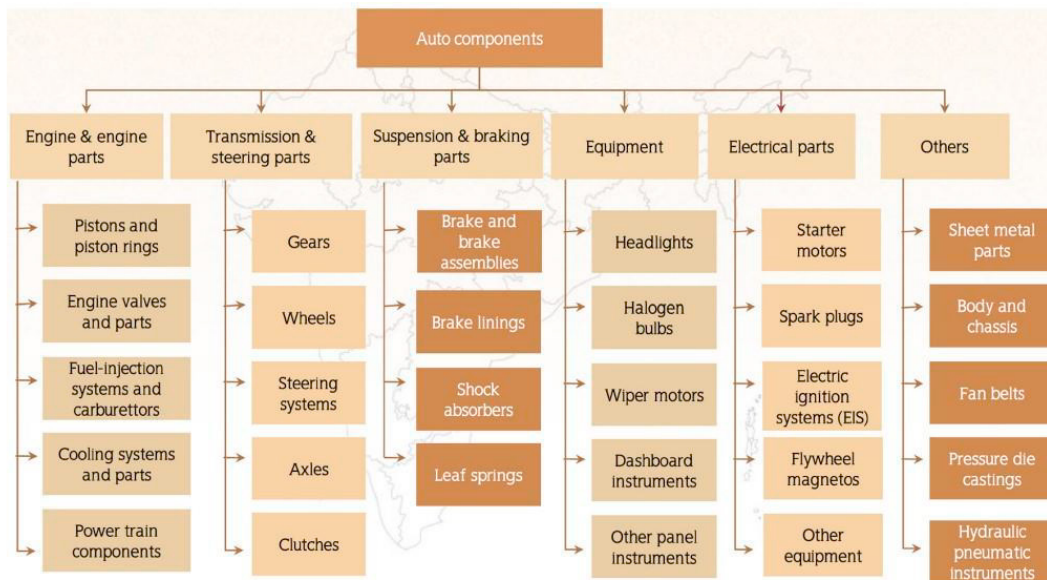 Auto components
Engine & engine
parts
Transmission &
steering parts
Suspension & braking
parts
Equipment
Electrical parts
Others
Pistons and
piston rings
Engine valves
and parts
Fuel-injection
systems and
carburettors
Cooling systems
and parts
Power train
components
Gears
Wheels
Steering
systems
Axles
Clutches
Brake and
brake
assemblies
Brake linings
Shock
absorbers
Leaf springs
Headlights
Halogen
bulbs
Wiper motors
Dashboard
instruments
Other panel
instruments
Starter
motors
Spark plugs
Electric
ignition
systems (EIS)
Flywheel
magnetos
Other
equipment
Sheet metal
parts
Body and
chassis
Fan belts
Pressure die
castings
Hydraulic
pneumatic
instruments